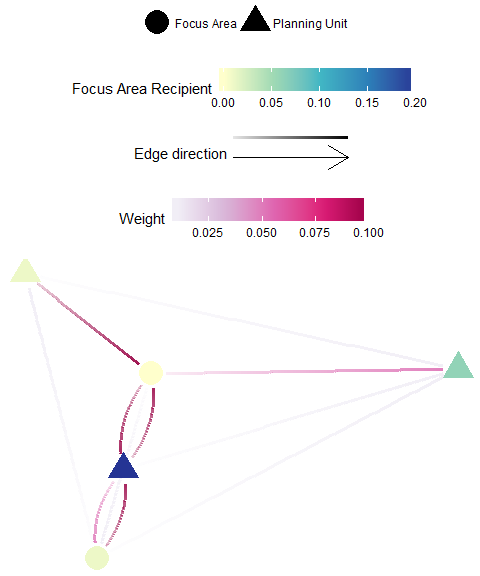 Focus Area Planning Unit
Focus Area Recipient
0.00 0.05 0.10 0.15 0.20
Edge direction
Weight
0.025 0.050 0.075 0.100